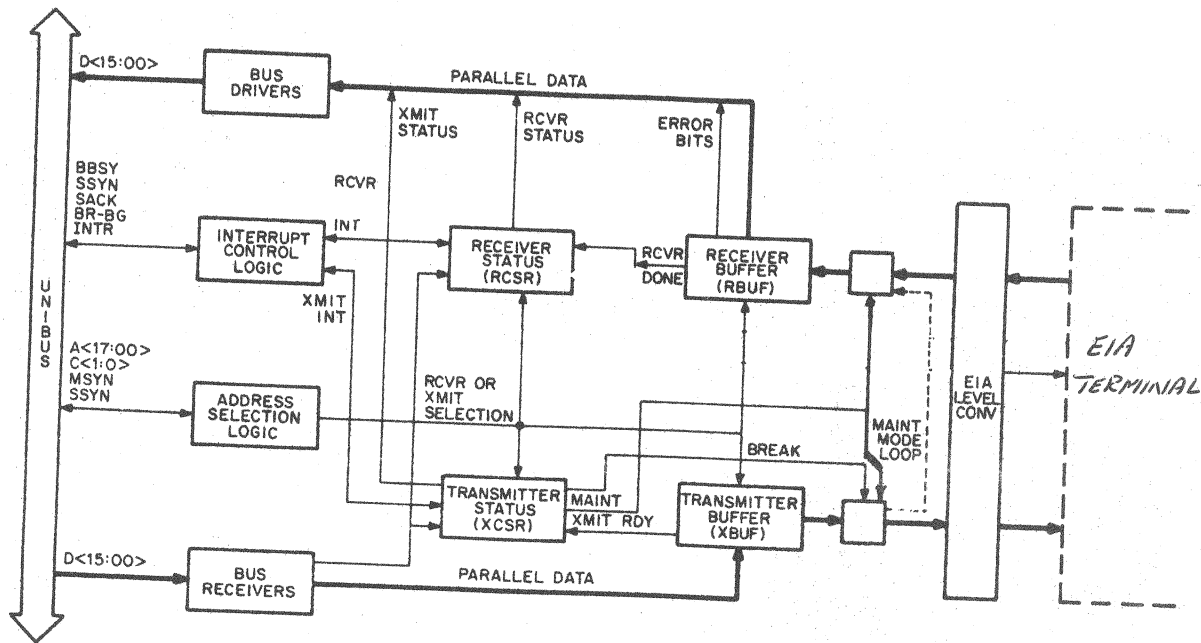 D<15:00>
BUS
DRIVERS
PARALLEL DATA
XMIT
STATUS
RCVR
STATUS
ERROR
BITS
BBSY
SSYN
SACK
BR-BG
INTR
RCVR
INT
INTERRUPT
CONTROL
LOGIC
RECEIVER
STATUS
(RCSR)
RCVR
DONE
RECEIVER
BUFFER
(RBUF)
XMIT
INT
UNIBUS
A<17:00>
C<1:0>
MSYN
SSYN
ADDRESS
SELECTION
LOGIC
RCVR OR
XMIT
SELECTION
EIA
LEVEL
CONV
EIA
TERMINAL
MAINT
MODE
LOOP
BREAK
TRANSMITTER
STATUS
(XCSR)
MAINT
XMIT RDY
TRANSMITTER
BUFFER
(XBUF)
D<15:00>
BUS
RECEIVERS
PARALLEL DATA